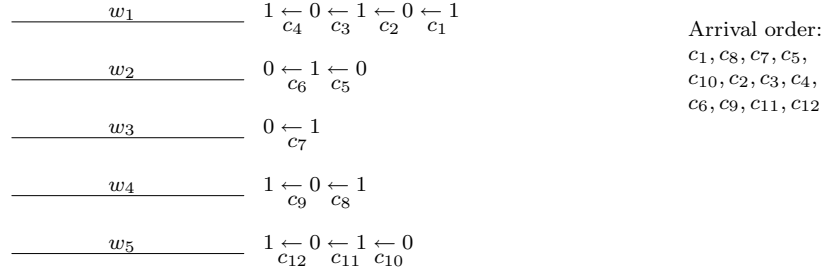 w₁ 1 ← 0 ← 1 ← 0 ← 1
c₄ c₃ c₂ c₁
w₂ 0 ← 1 ← 0
c₆ c₅
w₃ 0 ← 1
c₇
w₄ 1 ← 0 ← 1
c₉ c₈
w₅ 1 ← 0 ← 1 ← 0
c₁₂ c₁₁ c₁₀
Arrival order:
c₁, c₈, c₇, c₅,
c₁₀, c₂, c₃, c₄,
c₆, c₉, c₁₁, c₁₂